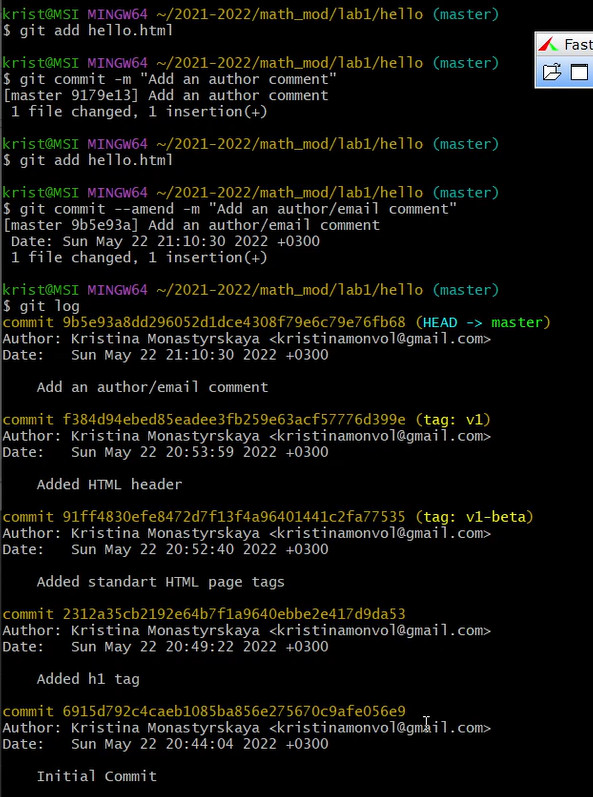 krist@MSI MINGW64 ~/2021-2022/math_mod/lab1/hello (master)
$ git add hello.html
krist@MSI MINGW64 ~/2021-2022/math_mod/lab1/hello (master)
$ git commit -m "Add an author comment"
[master 9179e13] Add an author comment
1 file changed, 1 insertion(+)
krist@MSI MINGW64 ~/2021-2022/math_mod/lab1/hello (master)
$ git add hello.html
krist@MSI MINGW64 ~/2021-2022/math_mod/lab1/hello (master)
$ git commit --amend -m "Add an author/email comment"
[master 9b5e93a] Add an author/email comment
Date: Sun May 22 21:10:30 2022 +0300
1 file changed, 1 insertion(+)
krist@MSI MINGW64 ~/2021-2022/math_mod/lab1/hello (master)
$ git log
commit 9b5e93a8dd296052d1dce4308f79e6c79e76fb68 (HEAD -> master)
Author: Kristina Monastyrskaya <kristinamonvol@gmail.com>
Date: Sun May 22 21:10:30 2022 +0300
Add an author/email comment
commit f384d94ebed85eadee3fb259e63acf57776d399e (tag: v1)
Author: Kristina Monastyrskaya <kristinamonvol@gmail.com>
Date: Sun May 22 20:53:59 2022 +0300
Added HTML header
commit 91ff4830efe8472d7f13f4a96401441c2fa77535 (tag: v1-beta)
Author: Kristina Monastyrskaya <kristinamonvol@gmail.com>
Date: Sun May 22 20:52:40 2022 +0300
Added standart HTML page tags
commit 2312a35cb2192e64b7f1a9640ebbe2e417d9da53
Author: Kristina Monastyrskaya <kristinamonvol@gmail.com>
Date: Sun May 22 20:49:22 2022 +0300
Added h1 tag
commit 6915d792c4caeb1085ba856e275670c9afe056e9
Author: Kristina Monastyrskaya <kristinamonvol@gmail.com>
Date: Sun May 22 20:44:04 2022 +0300
Initial Commit
Fast